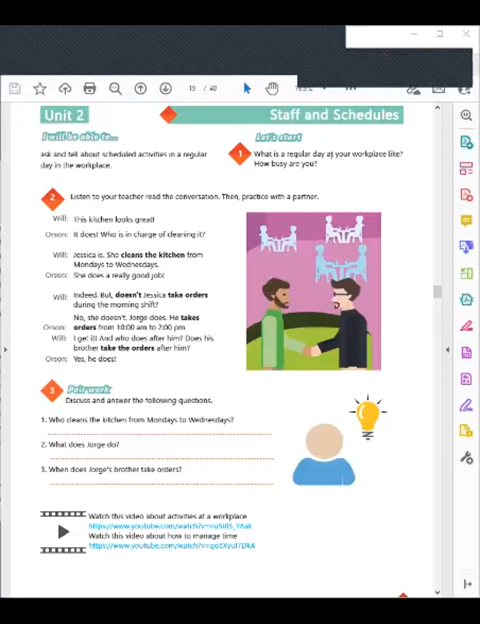 19 / 40
Unit 2
Staff and Schedules
I will be able to...
ask and tell about scheduled activities in a regular
day in the workplace.
Let's start
1 What is a regular day at your workplace like?
How busy are you?
2 Listen to your teacher read the conversation. Then, practice with a partner.
Will: This kitchen looks great!
Orson: It does! Who is in charge of cleaning it?
Will: Jessica is. She cleans the kitchen from
Mondays to Wednesdays.
Orson: She does a really good job!
Will: Indeed. But, doesn't Jessica take orders
during the morning shift?
No, she doesn't. Jorge does. He takes
Orson: orders from 10:00 am to 2:00 pm
Will: I get it! And who does after him? Does his
brother take the orders after him?
Orson: Yes, he does!
3 Pair work
Discuss and answer the following questions.
1. Who cleans the kitchen from Mondays to Wednesdays?
2. What does Jorge do?
3. When does Jorge's brother take orders?
Watch this video about activities at a workplace
Watch this video about how to manage time